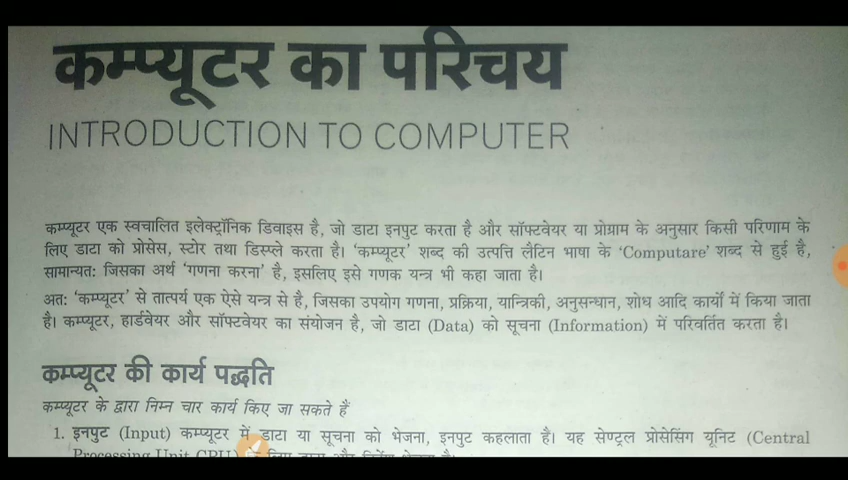 कम्प्यूटर का परिचय
INTRODUCTION TO COMPUTER
कम्प्यूटर एक स्वचालित इलेक्ट्रॉनिक डिवाइस है, जो डाटा इनपुट करता है और सॉफ्टवेयर या प्रोग्राम के अनुसार किसी परिणाम के
लिए डाटा को प्रोसेस, स्टोर तथा डिस्प्ले करता है। ‘कम्प्यूटर’ शब्द की उत्पत्ति लैटिन भाषा के ‘Computare’ शब्द से हुई है,
सामान्यत: जिसका अर्थ ‘गणना करना’ है, इसलिए इसे गणक यन्त्र भी कहा जाता है।
अत: ‘कम्प्यूटर’ से तात्पर्य एक ऐसे यन्त्र से है, जिसका उपयोग गणना, प्रक्रिया, यान्त्रिकी, अनुसन्धान, शोध आदि कार्यों में किया जाता
है। कम्प्यूटर, हार्डवेयर और सॉफ्टवेयर का संयोजन है, जो डाटा (Data) को सूचना (Information) में परिवर्तित करता है।
कम्प्यूटर की कार्य पद्धति
कम्प्यूटर के द्वारा निम्न चार कार्य किए जा सकते हैं
1. इनपुट (Input) कम्प्यूटर में डाटा या सूचना को भेजना, इनपुट कहलाता है। यह सेण्ट्रल प्रोसेसिंग यूनिट (Central
Processing Unit CPU)